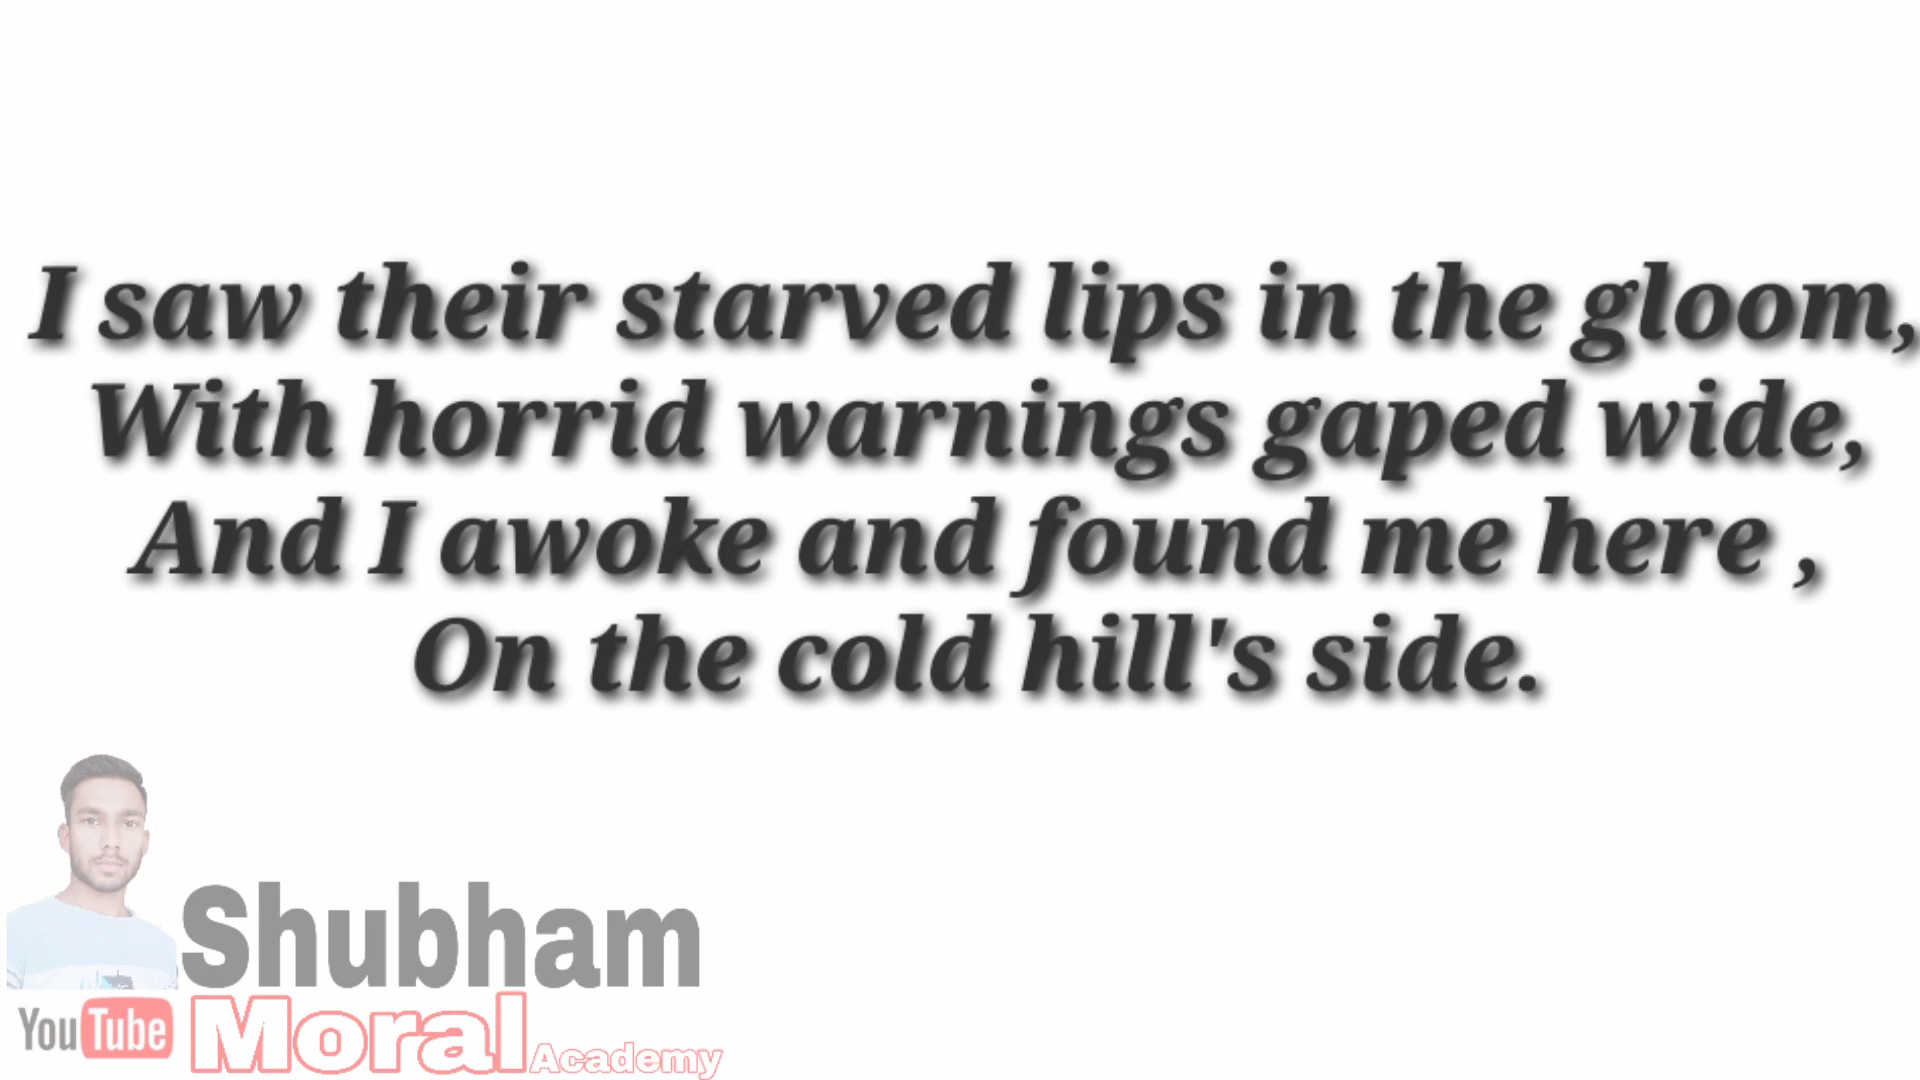 I saw their starved lips in the gloom,
With horrid warnings gaped wide,
And I awoke and found me here ,
On the cold hill's side.
Shubham
YouTube Moral Academy